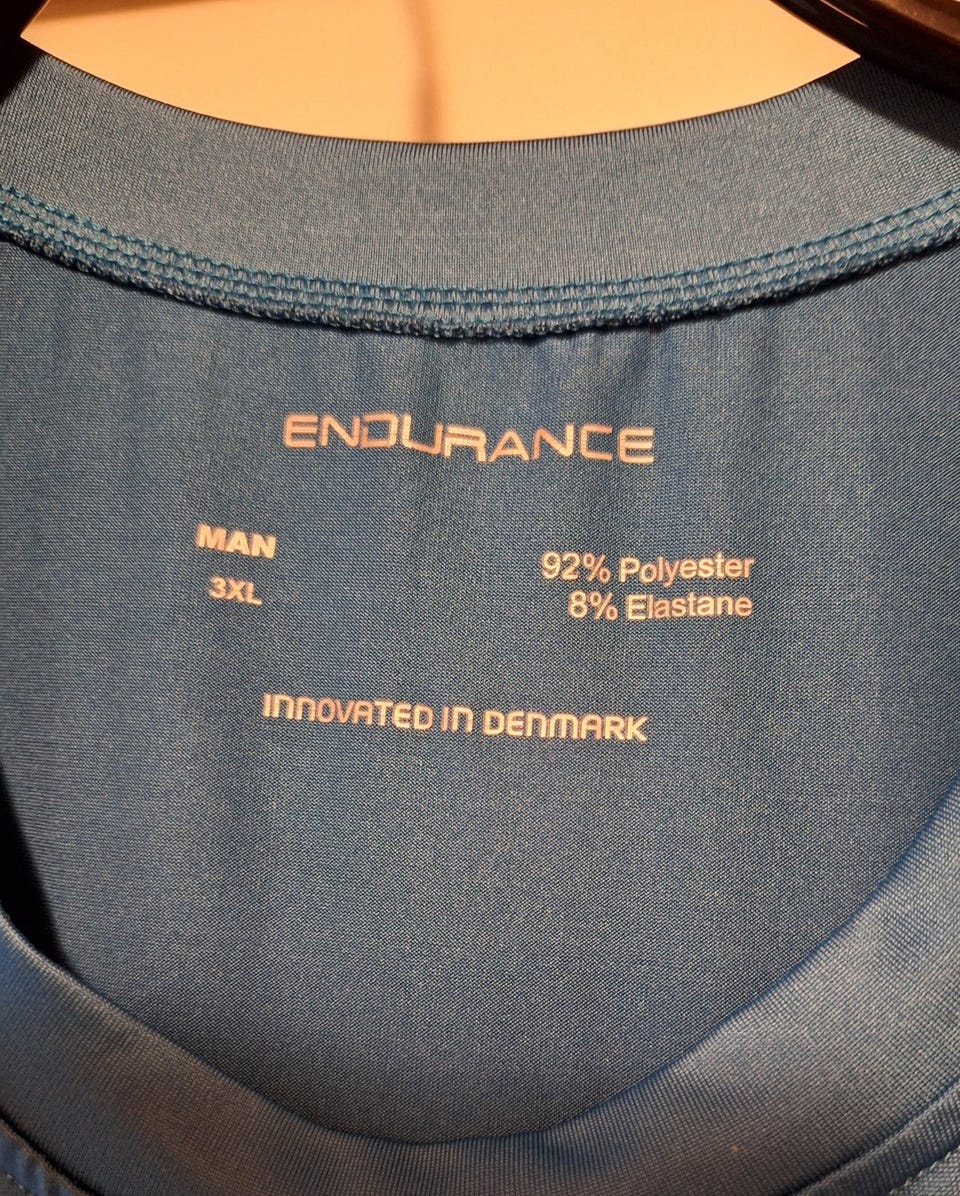 ENDURANCE
MAN
3XL
92% Polyester
8% Elastane
INNOVATED IN DENMARK